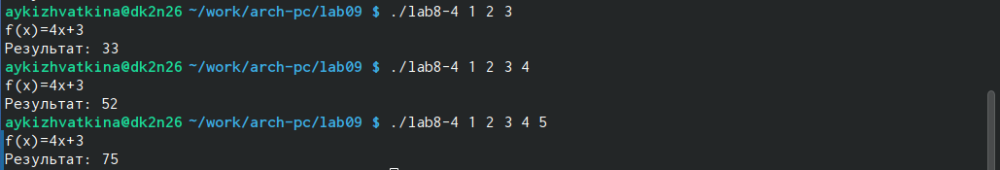 aykizhvatkina@dk2n26 ~/work/arch-pc/lab09 $ ./lab8-4 1 2 3
f(x)=4x+3
Результат: 33
aykizhvatkina@dk2n26 ~/work/arch-pc/lab09 $ ./lab8-4 1 2 3 4
f(x)=4x+3
Результат: 52
aykizhvatkina@dk2n26 ~/work/arch-pc/lab09 $ ./lab8-4 1 2 3 4 5
f(x)=4x+3
Результат: 75